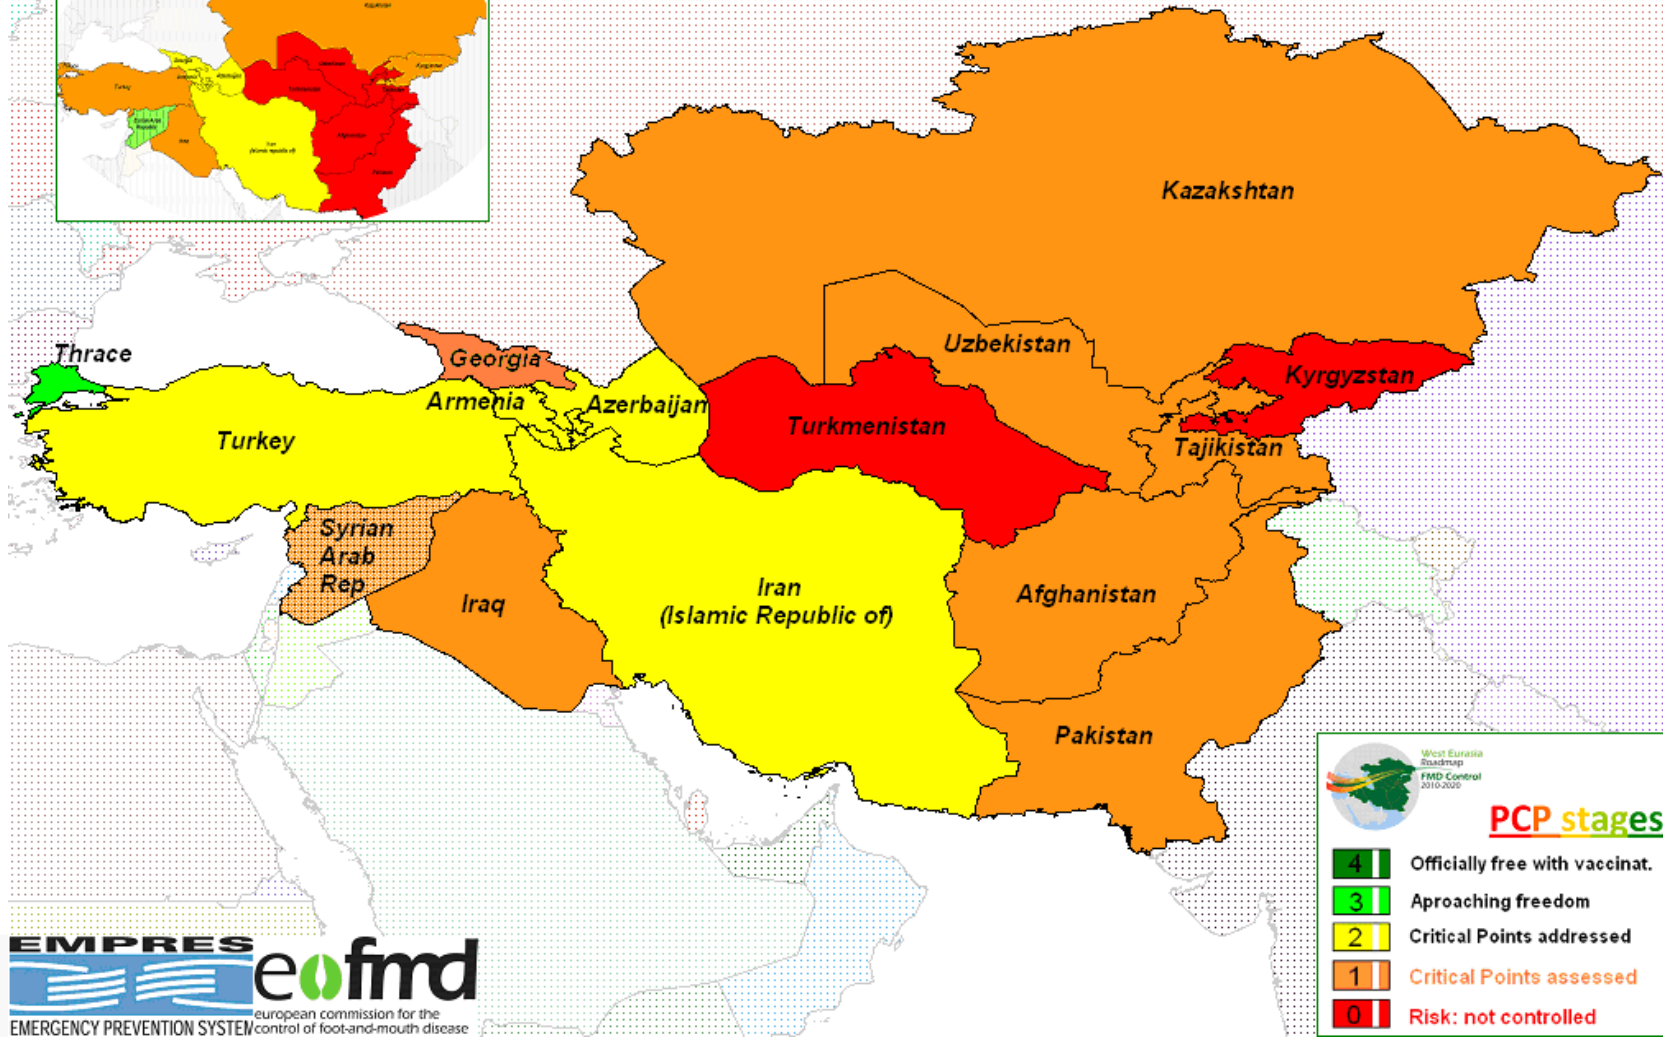 Kazakshtan
Uzbekistan
Thrace
Georgia
Kyrgyzstan
Armenia
Azerbaijan
Turkmenistan
Turkey
Tajikistan
Syrian
Arab
Rep
Iraq
Iran
(Islamic Republic of)
Afghanistan
Pakistan
West Eurasia
Roadmap
FMD Control
2010-2020
PCP stages
4 Officially free with vaccinat.
3 Aproaching freedom
2 Critical Points addressed
1 Critical Points assessed
0 Risk: not controlled
EMPRES
EMERGENCY PREVENTION SYSTEM
eofmd
european commission for the
control of foot-and-mouth disease